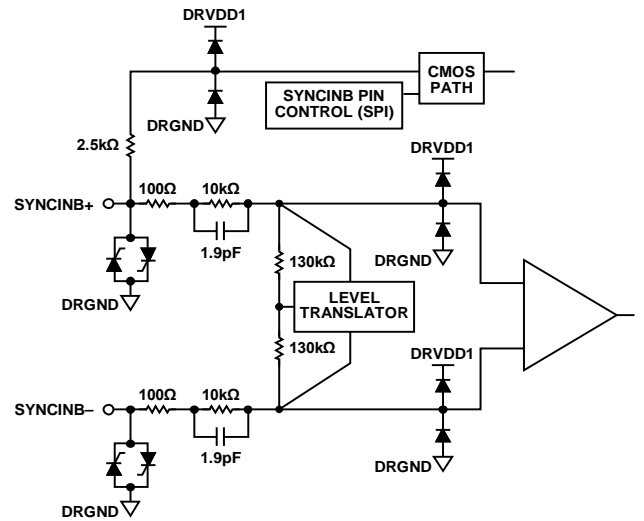 DRVDD1
CMOS
PATH
SYNCINB PIN
CONTROL (SPI)
DRGND
2.5kΩ
DRVDD1
100Ω
10kΩ
SYNCINB+
1.9pF
DRGND
130kΩ
DRGND
LEVEL
TRANSLATOR
130kΩ
DRVDD1
100Ω
10kΩ
SYNCINB–
1.9pF
DRGND
DRGND